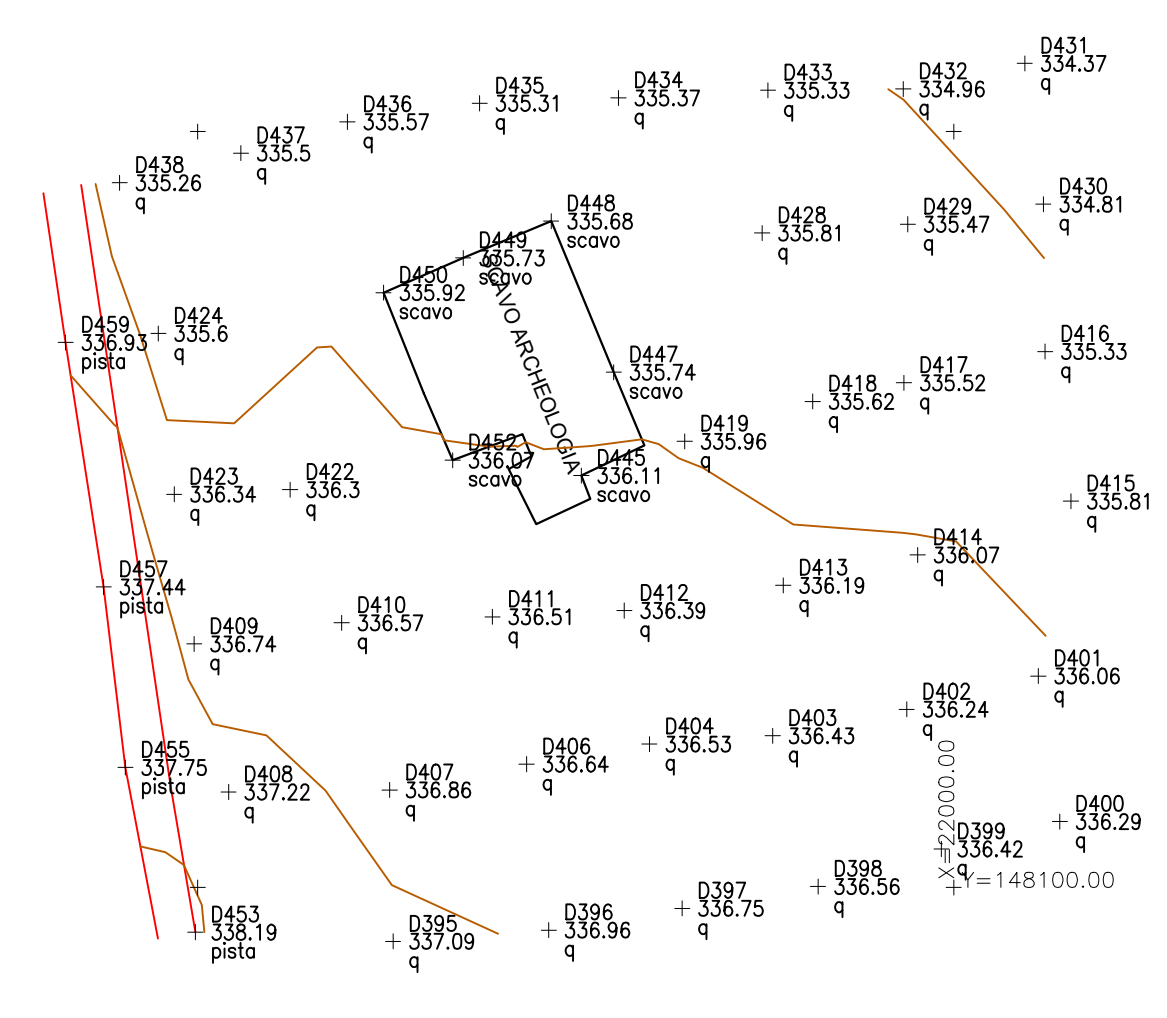 D431
334.37
q
D432
334.96
q
D433
335.33
q
D434
335.37
q
D435
335.31
q
D436
335.57
q
D437
335.5
q
D438
335.26
q
D430
334.81
q
D429
335.47
q
D428
335.81
q
D448
335.68
scavo
D449
335.73
scavo
D450
335.92
scavo
SCAVO ARCHEOLOGIA
D424
335.6
q
D459
336.93
pista
D416
335.33
q
D417
335.52
q
D418
335.62
q
D447
335.74
scavo
D419
335.96
q
D452
336.07
scavo
D445
336.11
scavo
D423
336.34
q
D422
336.3
q
D415
335.81
q
D414
336.07
q
D413
336.19
q
D412
336.39
q
D411
336.51
q
D410
336.57
q
D457
337.44
pista
D409
336.74
q
D401
336.06
q
D402
336.24
q
D403
336.43
q
D404
336.53
q
D406
336.64
q
D407
336.86
q
D408
337.22
q
D455
337.75
pista
X=22000.00
Y=148100.00
D400
336.29
q
D399
336.42
q
D398
336.56
q
D397
336.75
q
D396
336.96
q
D395
337.09
q
D453
338.19
pista